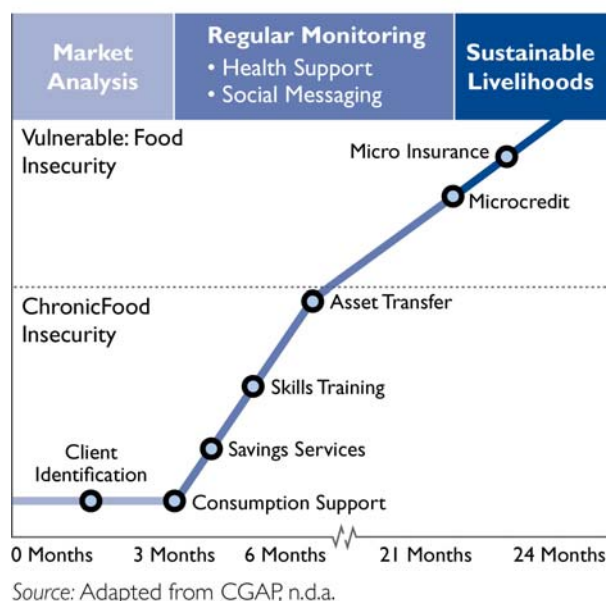 Market
Analysis
Regular Monitoring
• Health Support
• Social Messaging
Sustainable
Livelihoods
Vulnerable: Food
Insecurity
Micro Insurance
Microcredit
ChronicFood
Insecurity
Asset Transfer
Skills Training
Savings Services
Client
Identification
Consumption Support
0 Months 3 Months 6 Months 21 Months 24 Months
Source: Adapted from CGAP, n.d.a.